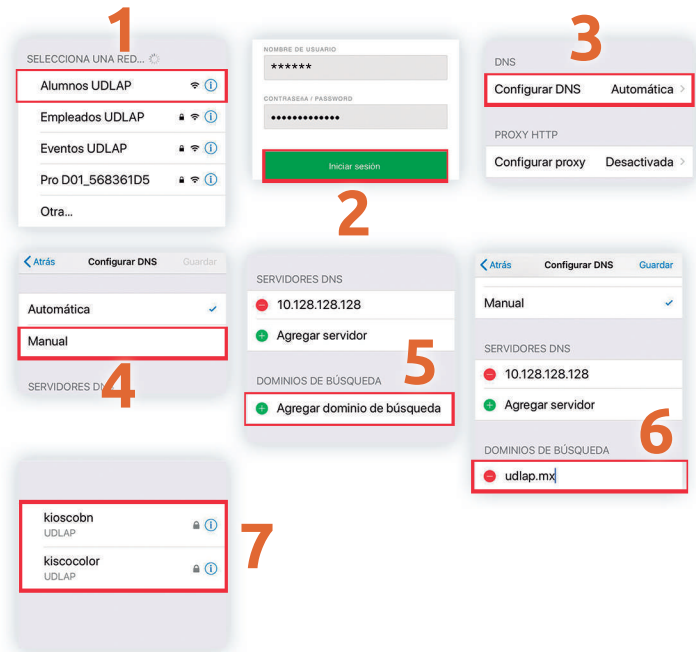 1
SELECCIONA UNA RED...
Alumnos UDLAP
Empleados UDLAP
Eventos UDLAP
Pro D01_568361D5
Otra...
NOMBRE DE USUARIO
******
CONTRASEÑA / PASSWORD
•••••••••••••
Iniciar sesión
2
3
DNS
Configurar DNS Automática
PROXY HTTP
Configurar proxy Desactivada
Atrás Configurar DNS Guardar
Automática
Manual
SERVIDORES DNS
4
SERVIDORES DNS
10.128.128.128
Agregar servidor
5
DOMINIOS DE BÚSQUEDA
Agregar dominio de búsqueda
Atrás Configurar DNS Guardar
Manual
SERVIDORES DNS
10.128.128.128
Agregar servidor
6
DOMINIOS DE BÚSQUEDA
udlap.mx
kioscobn
UDLAP
kiscocolor
UDLAP
7